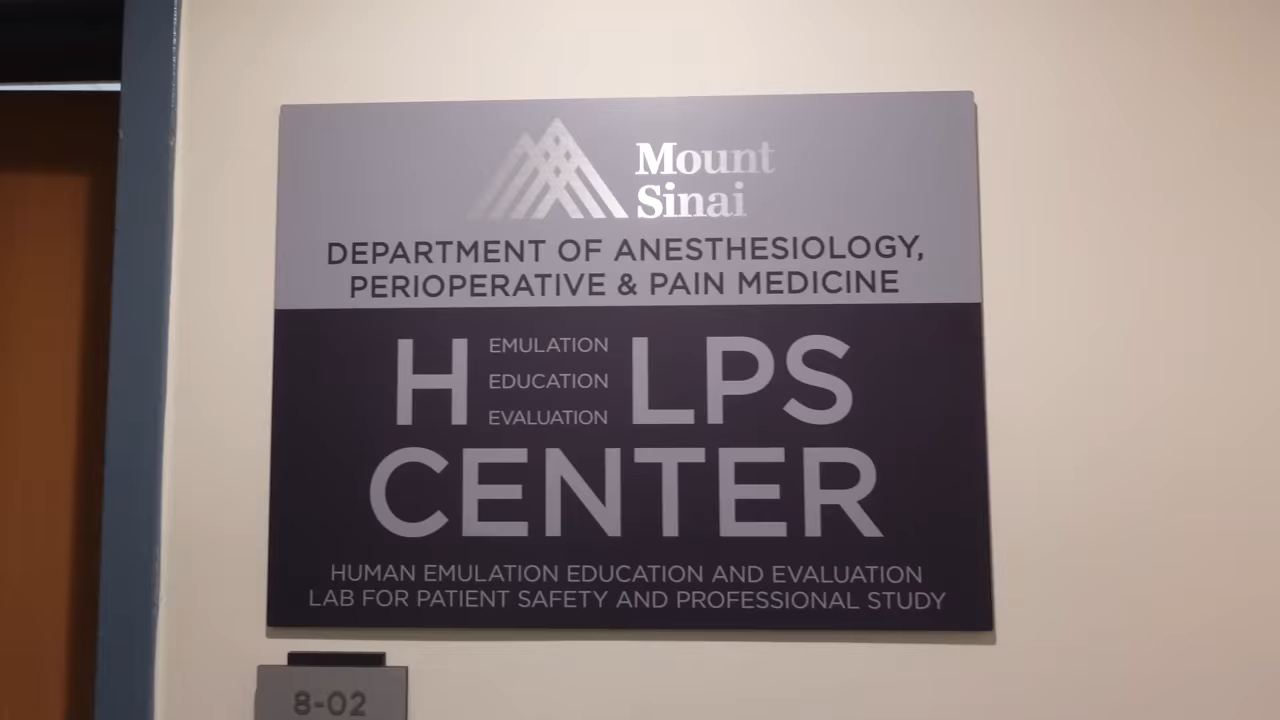 Mount
Sinai
DEPARTMENT OF ANESTHESIOLOGY,
PERIOPERATIVE & PAIN MEDICINE
H EMULATION EDUCATION EVALUATION LPS
CENTER
HUMAN EMULATION EDUCATION AND EVALUATION
LAB FOR PATIENT SAFETY AND PROFESSIONAL STUDY
8-02